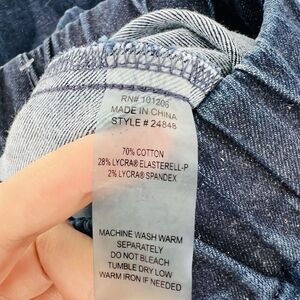 RN# 101206
MADE IN CHINA
STYLE # 24848
70% COTTON
28% LYCRA® ELASTERELL-P
2% LYCRA® SPANDEX
MACHINE WASH WARM
SEPARATELY
DO NOT BLEACH
TUMBLE DRY LOW
WARM IRON IF NEEDED